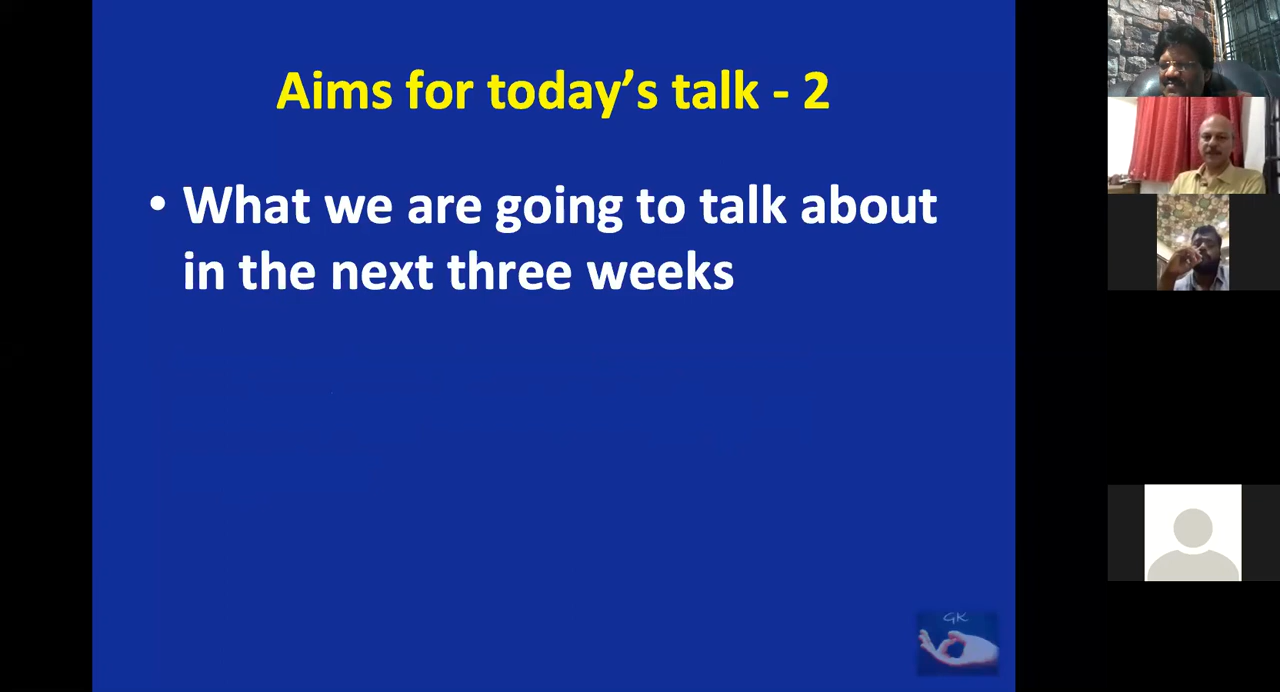 Aims for today’s talk - 2
• What we are going to talk about
in the next three weeks
GK